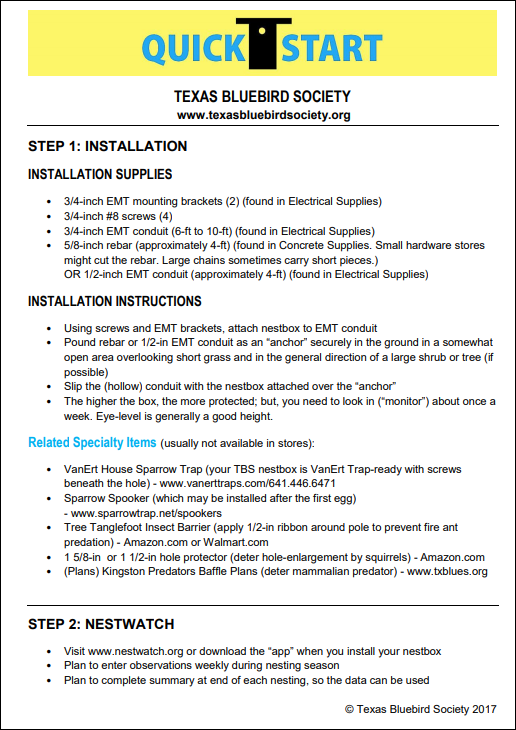 QUICK START
TEXAS BLUEBIRD SOCIETY
www.texasbluebirdsociety.org
STEP 1: INSTALLATION
INSTALLATION SUPPLIES
• 3/4-inch EMT mounting brackets (2) (found in Electrical Supplies)
• 3/4-inch #8 screws (4)
• 3/4-inch EMT conduit (6-ft to 10-ft) (found in Electrical Supplies)
• 5/8-inch rebar (approximately 4-ft) (found in Concrete Supplies. Small hardware stores
might cut the rebar. Large chains sometimes carry short pieces.)
OR 1/2-inch EMT conduit (approximately 4-ft) (found in Electrical Supplies)
INSTALLATION INSTRUCTIONS
• Using screws and EMT brackets, attach nestbox to EMT conduit
• Pound rebar or 1/2-in EMT conduit as an “anchor” securely in the ground in a somewhat
open area overlooking short grass and in the general direction of a large shrub or tree (if
possible)
• Slip the (hollow) conduit with the nestbox attached over the “anchor”
• The higher the box, the more protected; but, you need to look in (“monitor”) about once a
week. Eye-level is generally a good height.
Related Specialty Items (usually not available in stores):
• VanErt House Sparrow Trap (your TBS nestbox is VanErt Trap-ready with screws
beneath the hole) - www.vanerttraps.com/641.446.6471
• Sparrow Spooker (which may be installed after the first egg)
- www.sparrowtrap.net/spookers
• Tree Tanglefoot Insect Barrier (apply 1/2-in ribbon around pole to prevent fire ant
predation) - Amazon.com or Walmart.com
• 1 5/8-in or 1 1/2-in hole protector (deter hole-enlargement by squirrels) - Amazon.com
• (Plans) Kingston Predators Baffle Plans (deter mammalian predator) - www.txblues.org
STEP 2: NESTWATCH
• Visit www.nestwatch.org or download the “app” when you install your nestbox
• Plan to enter observations weekly during nesting season
• Plan to complete summary at end of each nesting, so the data can be used
© Texas Bluebird Society 2017